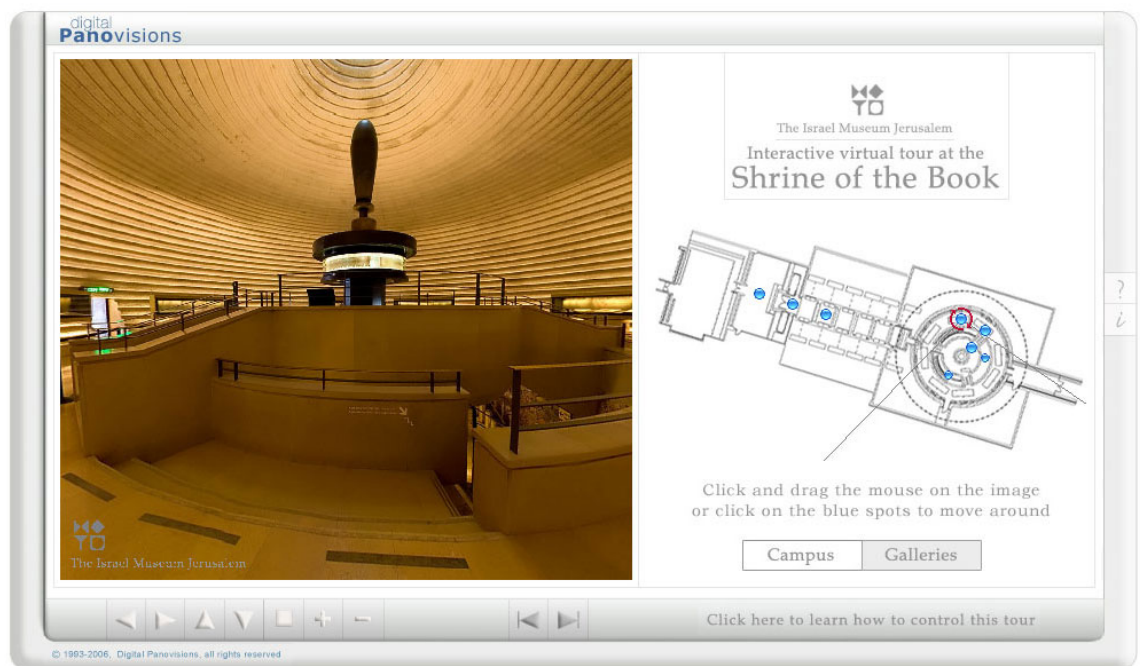 digital
Panovisions
The Israel Museum Jerusalem
Interactive virtual tour at the
Shrine of the Book
?
i
Click and drag the mouse on the image
or click on the blue spots to move around
Campus
Galleries
The Israel Museum Jerusalem
Click here to learn how to control this tour
© 1993-2006, Digital Panovisions, all rights reserved